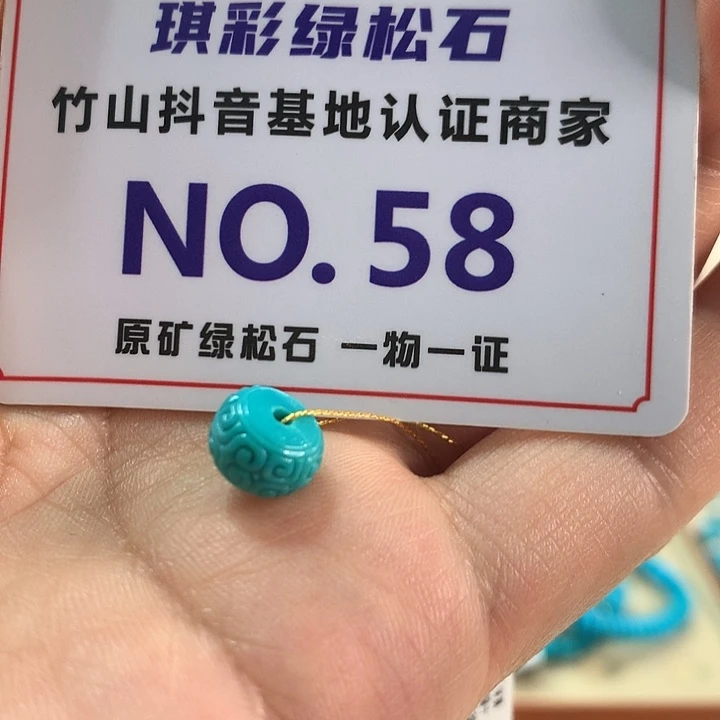 琪彩绿松石
竹山抖音基地认证商家
NO.58
原矿绿松石 一物一证